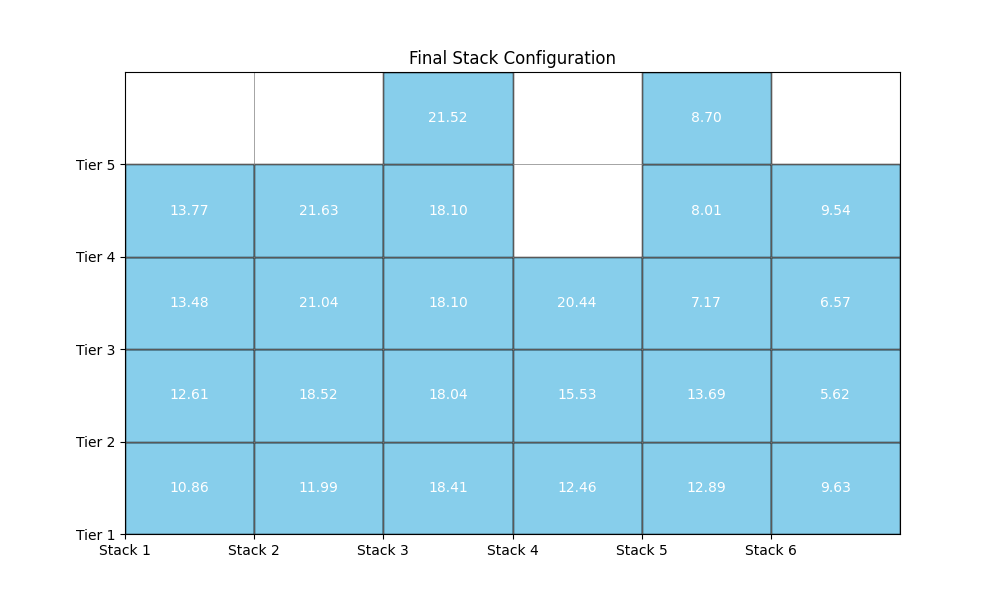 Final Stack Configuration
21.52 8.70
Tier 5
13.77 21.63 18.10 8.01 9.54
Tier 4
13.48 21.04 18.10 20.44 7.17 6.57
Tier 3
12.61 18.52 18.04 15.53 13.69 5.62
Tier 2
10.86 11.99 18.41 12.46 12.89 9.63
Tier 1
Stack 1 Stack 2 Stack 3 Stack 4 Stack 5 Stack 6